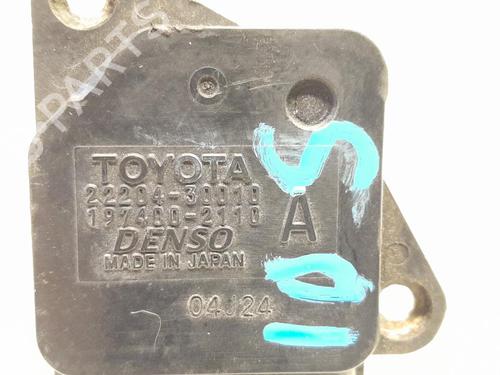 TOYOTA
22204-30010
197400-2110
DENSO
MADE IN JAPAN
A
04J24